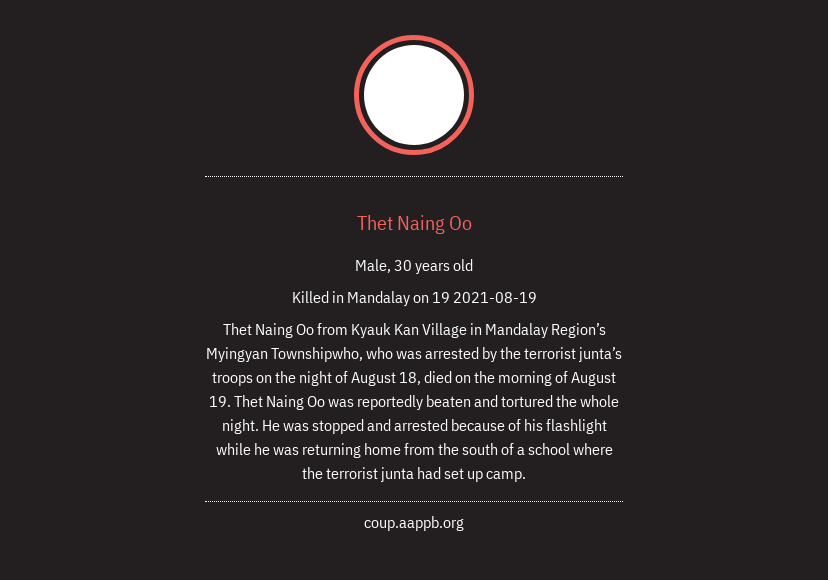 Thet Naing Oo
Male, 30 years old
Killed in Mandalay on 19 2021-08-19
Thet Naing Oo from Kyauk Kan Village in Mandalay Region’s
Myingyan Townshipwho, who was arrested by the terrorist junta’s
troops on the night of August 18, died on the morning of August
19. Thet Naing Oo was reportedly beaten and tortured the whole
night. He was stopped and arrested because of his flashlight
while he was returning home from the south of a school where
the terrorist junta had set up camp.
coup.aappb.org